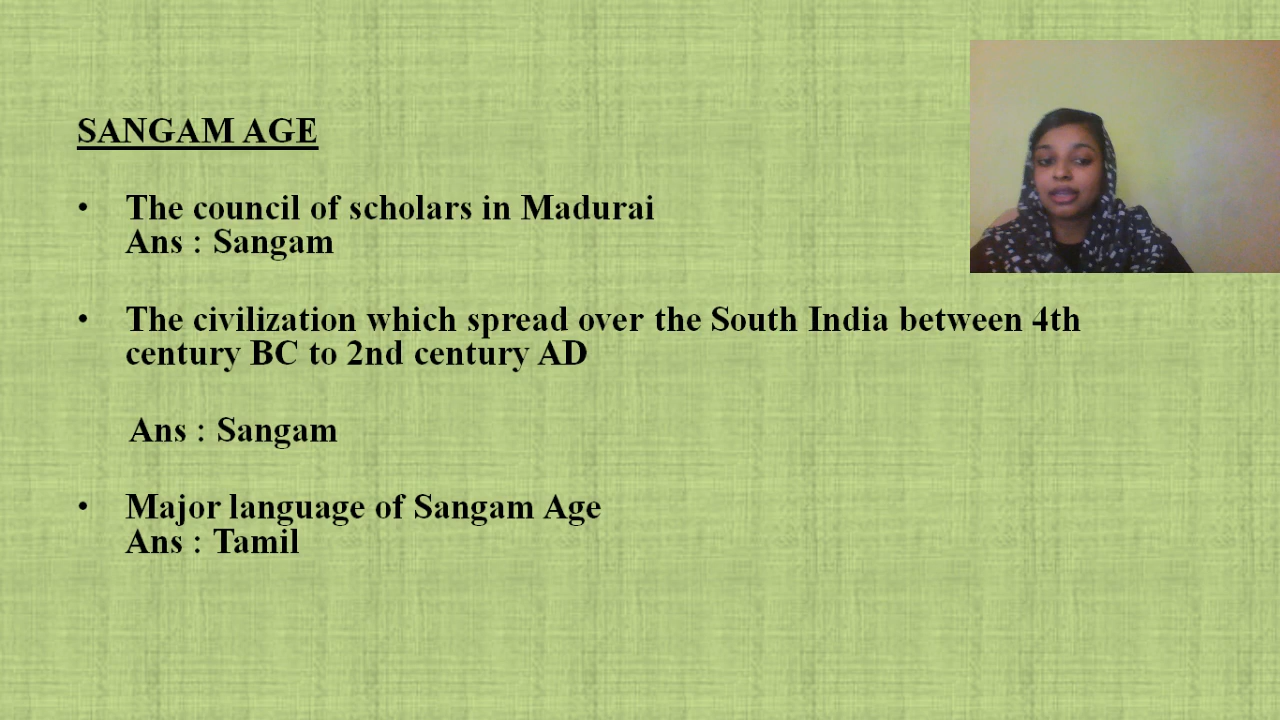 SANGAM AGE
• The council of scholars in Madurai
Ans : Sangam
• The civilization which spread over the South India between 4th
century BC to 2nd century AD
Ans : Sangam
• Major language of Sangam Age
Ans : Tamil